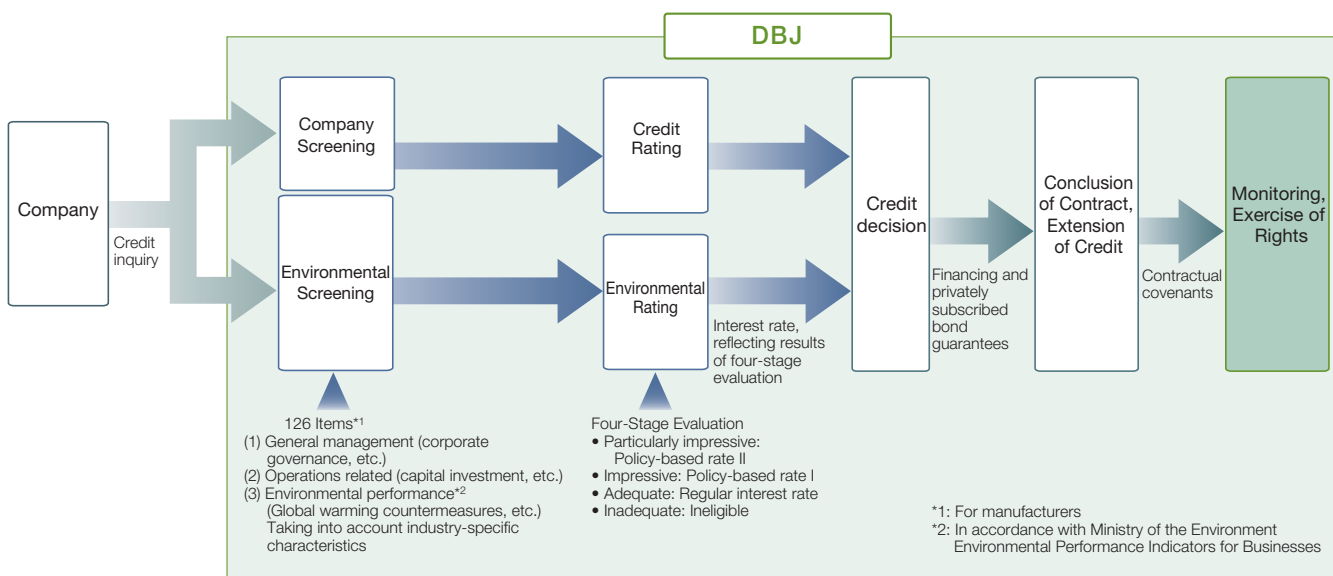 DBJ
Company
Credit
inquiry
Company
Screening
Environmental
Screening
Credit
Rating
Environmental
Rating
Interest rate,
reflecting results
of four-stage
evaluation
Credit
decision
Financing and
privately
subscribed
bond
guarantees
Conclusion
of Contract,
Extension
of Credit
Contractual
covenants
Monitoring,
Exercise of
Rights
126 Items*1
(1) General management (corporate
governance, etc.)
(2) Operations related (capital investment, etc.)
(3) Environmental performance*2
(Global warming countermeasures, etc.)
Taking into account industry-specific
characteristics
Four-Stage Evaluation
• Particularly impressive:
Policy-based rate II
• Impressive: Policy-based rate I
• Adequate: Regular interest rate
• Inadequate: Ineligible
*1: For manufacturers
*2: In accordance with Ministry of the Environment
Environmental Performance Indicators for Businesses